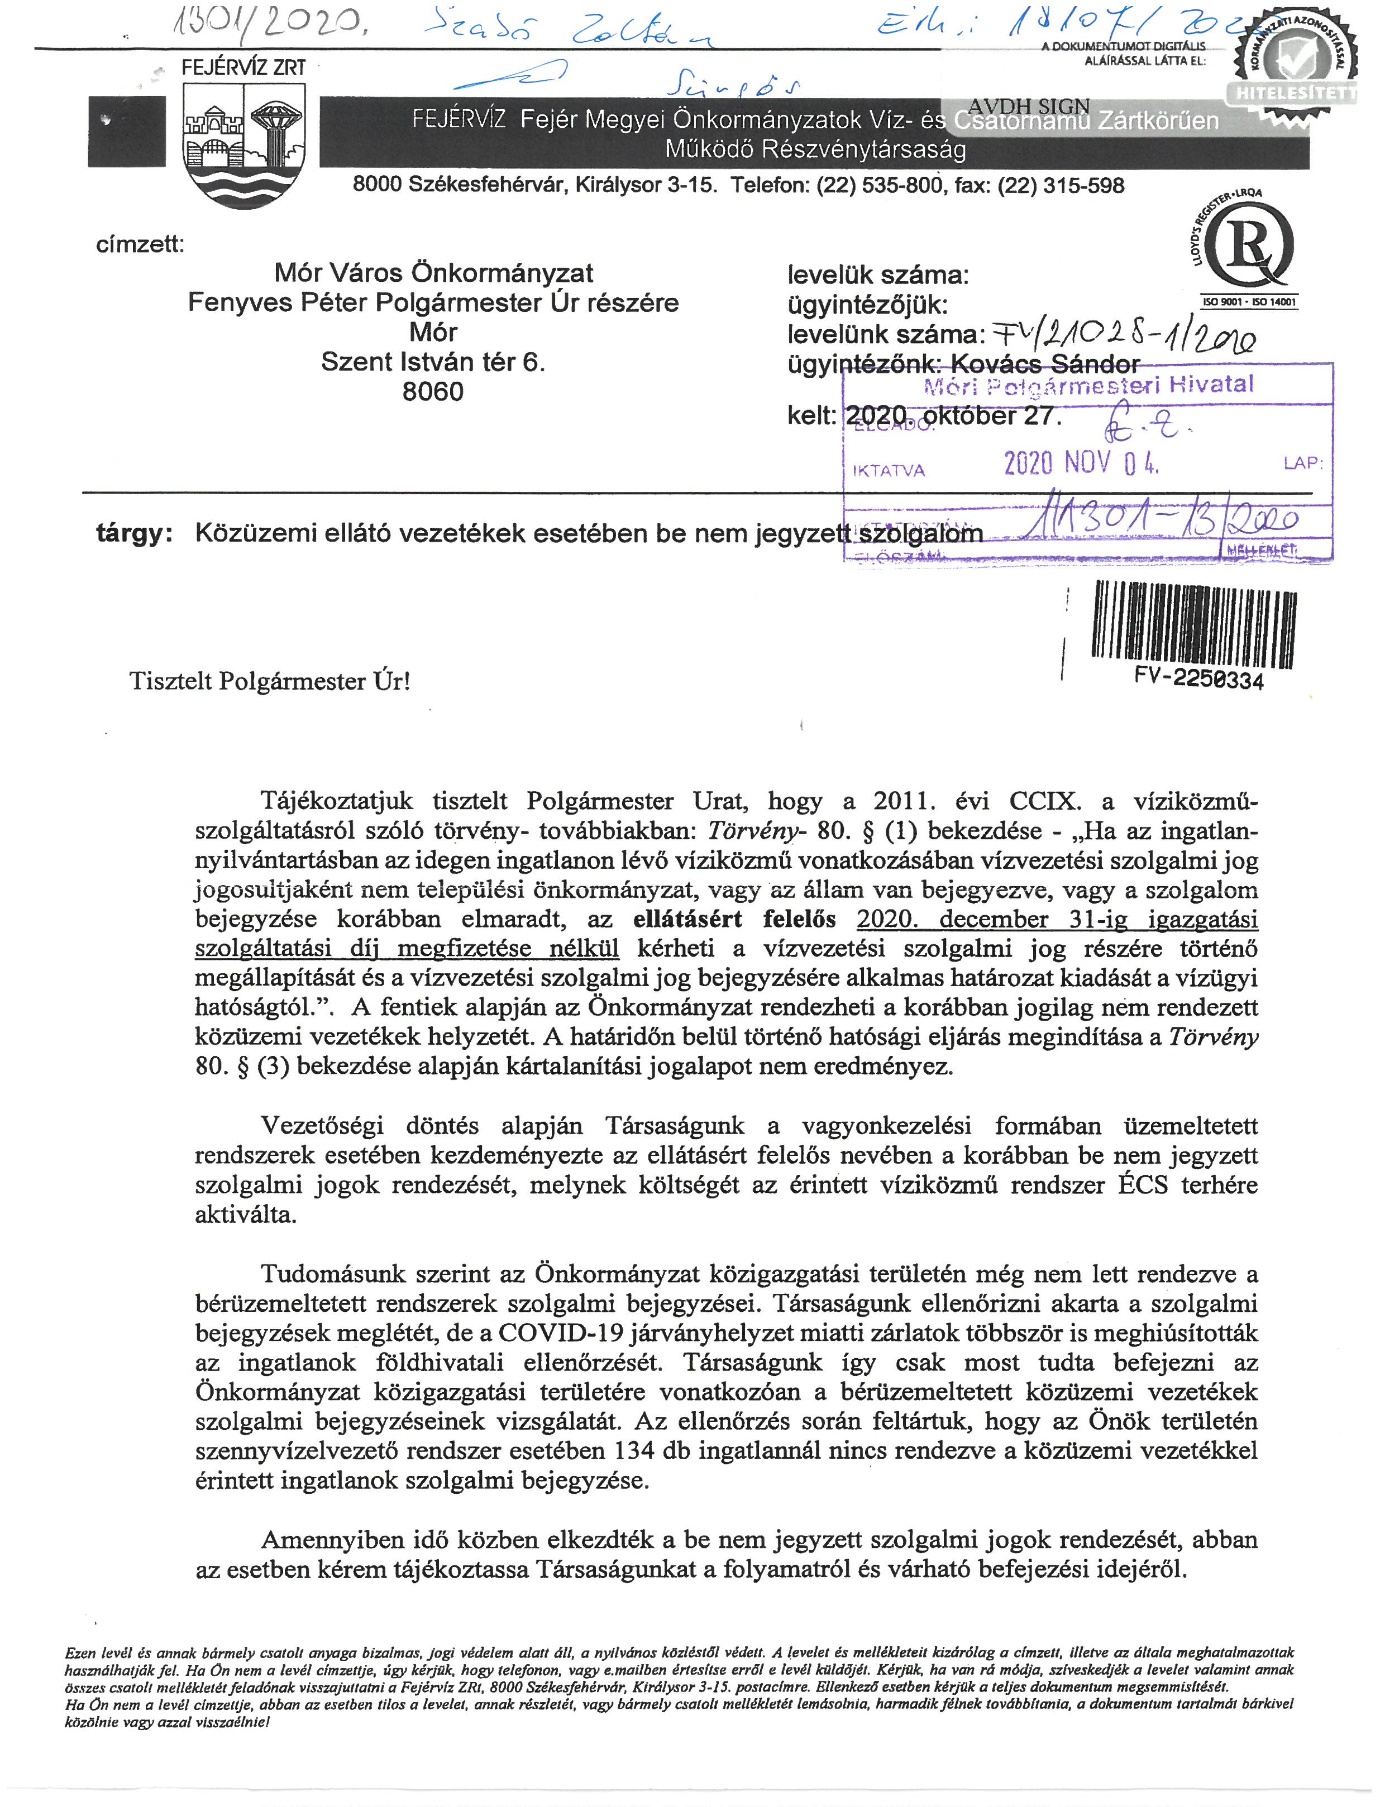 1301/2020.
Szabó Zoltán
A DOKUMENTUMOT DIGITÁLIS
ALÁÍRÁSSAL LÁTTA EL:
AVDH SIGN
KORMÁNYZATI AZONOSÍTÁSSAL
HITELESÍTETT
FEJÉRVÍZ ZRT
Sürgős
FEJÉRVÍZ Fejér Megyei Önkormányzatok Víz- és Csatornamű Zártkörűen
Működő Részvénytársaság
8000 Székesfehérvár, Királysor 3-15. Telefon: (22) 535-800, fax: (22) 315-598
LLOYD'S REGISTER•LRQA
ISO 9001 - ISO 14001
címzett:
Mór Város Önkormányzat
Fenyves Péter Polgármester Úr részére
Mór
Szent István tér 6.
8060
levelük száma:
ügyintézőjük:
levelünk száma: FV/21028-1/2020
ügyintézőnk: Kovács Sándor
kelt: 2020. október 27.
Móri Polgármesteri Hivatal
ELŐADÓ:
IKTATVA 2020 NOV 04. LAP:
IKTATÓSZÁM: 1/1301-13/2020
ELŐSZÁM: MELLÉKLET:
tárgy: Közüzemi ellátó vezetékek esetében be nem jegyzett szolgalom
FV-2250334
Tisztelt Polgármester Úr!
Tájékoztatjuk tisztelt Polgármester Urat, hogy a 2011. évi CCIX. a víziközmű-
szolgáltatásról szóló törvény- továbbiakban: Törvény- 80. § (1) bekezdése - „Ha az ingatlan-
nyilvántartásban az idegen ingatlanon lévő víziközmű vonatkozásában vízvezetési szolgalmi jog
jogosultjaként nem települési önkormányzat, vagy az állam van bejegyezve, vagy a szolgalom
bejegyzése korábban elmaradt, az ellátásért felelős 2020. december 31-ig igazgatási
szolgáltatási díj megfizetése nélkül kérheti a vízvezetési szolgalmi jog részére történő
megállapítását és a vízvezetési szolgalmi jog bejegyzésére alkalmas határozat kiadását a vízügyi
hatóságtól.”. A fentiek alapján az Önkormányzat rendezheti a korábban jogilag nem rendezett
közüzemi vezetékek helyzetét. A határidőn belül történő hatósági eljárás megindítása a Törvény
80. § (3) bekezdése alapján kártalanítási jogalapot nem eredményez.
Vezetőségi döntés alapján Társaságunk a vagyonkezelési formában üzemeltetett
rendszerek esetében kezdeményezte az ellátásért felelős nevében a korábban be nem jegyzett
szolgalmi jogok rendezését, melynek költségét az érintett víziközmű rendszer ÉCS terhére
aktiválta.
Tudomásunk szerint az Önkormányzat közigazgatási területén még nem lett rendezve a
bérüzemeltetett rendszerek szolgalmi bejegyzései. Társaságunk ellenőrizni akarta a szolgalmi
bejegyzések meglétét, de a COVID-19 járványhelyzet miatti zárlatok többször is meghiúsították
az ingatlanok földhivatali ellenőrzését. Társaságunk így csak most tudta befejezni az
Önkormányzat közigazgatási területére vonatkozóan a bérüzemeltetett közüzemi vezetékek
szolgalmi bejegyzéseinek vizsgálatát. Az ellenőrzés során feltártuk, hogy az Önök területén
szennyvízelvezető rendszer esetében 134 db ingatlannál nincs rendezve a közüzemi vezetékkel
érintett ingatlanok szolgalmi bejegyzése.
Amennyiben idő közben elkezdték a be nem jegyzett szolgalmi jogok rendezését, abban
az esetben kérem tájékoztassa Társaságunkat a folyamatról és várható befejezési idejéről.
Ezen levél és annak bármely csatolt anyaga bizalmas, jogi védelem alatt áll, a nyilvános közléstől védett. A levelet és mellékleteit kizárólag a címzett, illetve az általa meghatalmazottak
használhatják fel. Ha Ön nem a levél címzettje, úgy kérjük, hogy telefonon, vagy e.mailben értesítse erről e levél küldőjét. Kérjük, ha van rá módja, szíveskedjék a levelet valamint annak
összes csatolt mellékletét feladónak visszajuttatni a Fejérvíz ZRt, 8000 Székesfehérvár, Királysor 3-15. postacímre. Ellenkező esetben kérjük a teljes dokumentum megsemmisítését.
Ha Ön nem a levél címzettje, abban az esetben tilos a levelet, annak részletét, vagy bármely csatolt mellékletét lemásolnia, harmadik félnek továbbítania, a dokumentum tartalmát bárkivel
közölnie vagy azzal visszaélnie!